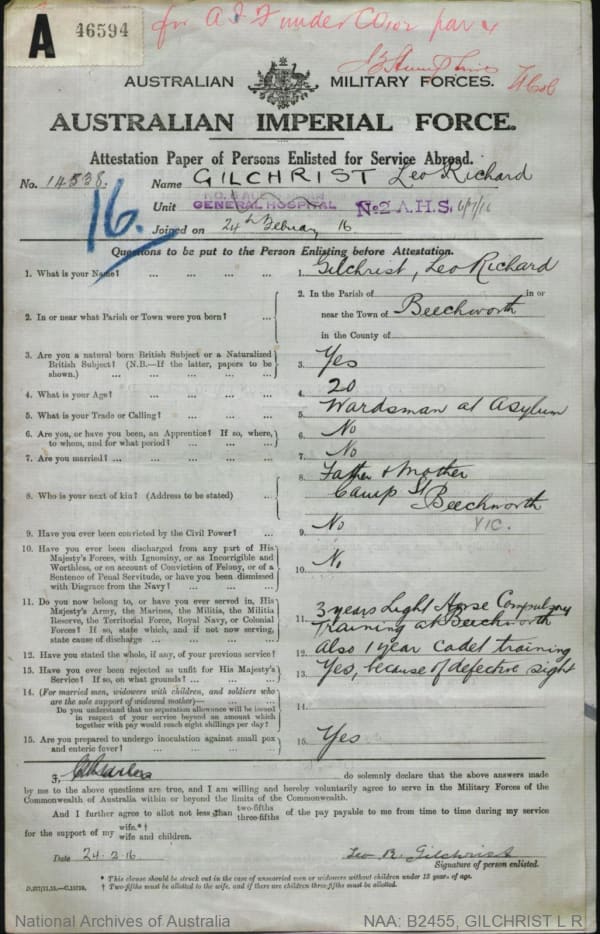 A 46594
for A I F under
AUSTRALIAN MILITARY FORCES.
AUSTRALIAN IMPERIAL FORCE.
Attestation Paper of Persons Enlisted for Service Abroad.
No. 14538. Name GILCHRIST Leo Richard
Unit GENERAL HOSPITAL No2 A.H.S. 6/7/16
16.
Joined on 24th February 16
Questions to be put to the Person Enlisting before Attestation.
1. What is your Name? ... ... ... ... 1. Gilchrist, Leo Richard
2. In or near what Parish or Town were you born? ... 2. In the Parish of in or
near the Town of Beechworth
in the County of
3. Are you a natural born British Subject or a Naturalized
British Subject? (N.B.—If the latter, papers to be
shown.) ... ... ... ... ... 3. Yes
4. What is your Age? ... ... ... ... 4. 20
5. What is your Trade or Calling? ... ... ... 5. Wardsman at Asylum
6. Are you, or have you been, an Apprentice? If so, where,
to whom, and for what period? ... ... ... 6. No
7. Are you married? ... ... ... ... ... 7. No
8. Who is your next of kin? (Address to be stated) ... 8. Father & Mother
Camp St
Beechworth
VIC.
9. Have you ever been convicted by the Civil Power? ... 9. No
10. Have you ever been discharged from any part of His
Majesty's Forces, with Ignominy, or as Incorrigible and
Worthless, or on account of Conviction of Felony, or of a
Sentence of Penal Servitude, or have you been dismissed
with Disgrace from the Navy? ... ... ... 10. No
11. Do you now belong to, or have you ever served in, His
Majesty's Army, the Marines, the Militia, the Militia
Reserve, the Territorial Force, Royal Navy, or Colonial
Forces? If so, state which, and if not now serving,
state cause of discharge ... ... ... ... 11. 3 years Light Horse Compulsory
Training at Beechworth
12. Have you stated the whole, if any, of your previous service? 12. also 1 year cadet training
13. Have you ever been rejected as unfit for His Majesty's
Service? If so, on what grounds? ... ... ... 13. Yes, because of defective sight
14. (For married men, widowers with children, and soldiers who
are the sole support of widowed mother)—
Do you understand that no separation allowance will be issued
in respect of your service beyond an amount which
together with pay would reach eight shillings per day? 14.
15. Are you prepared to undergo inoculation against small pox
and enteric fever? ... ... ... ... 15. Yes
I, do solemnly declare that the above answers made
by me to the above questions are true, and I am willing and hereby voluntarily agree to serve in the Military Forces of the
Commonwealth of Australia within or beyond the limits of the Commonwealth.
And I further agree to allot not less than two-fifths three-fifths of the pay payable to me from time to time during my service
for the support of my wife.*† wife and children.
Date 24.2.16 Leo R. Gilchrist
Signature of person enlisted.
* This clause should be struck out in the case of unmarried men or widowers without children under 18 years of age.
† Two-fifths must be allotted to the wife, and if there are children three-fifths must be allotted.
National Archives of Australia NAA: B2455, GILCHRIST L R